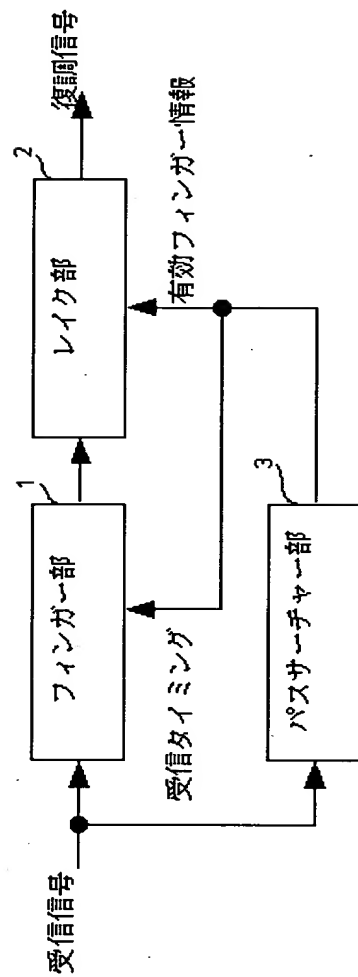 受信信号
フィンガー部
1
レイク部
2
復調信号
受信タイミング
有効フィンガー情報
パスサーチャー部
3